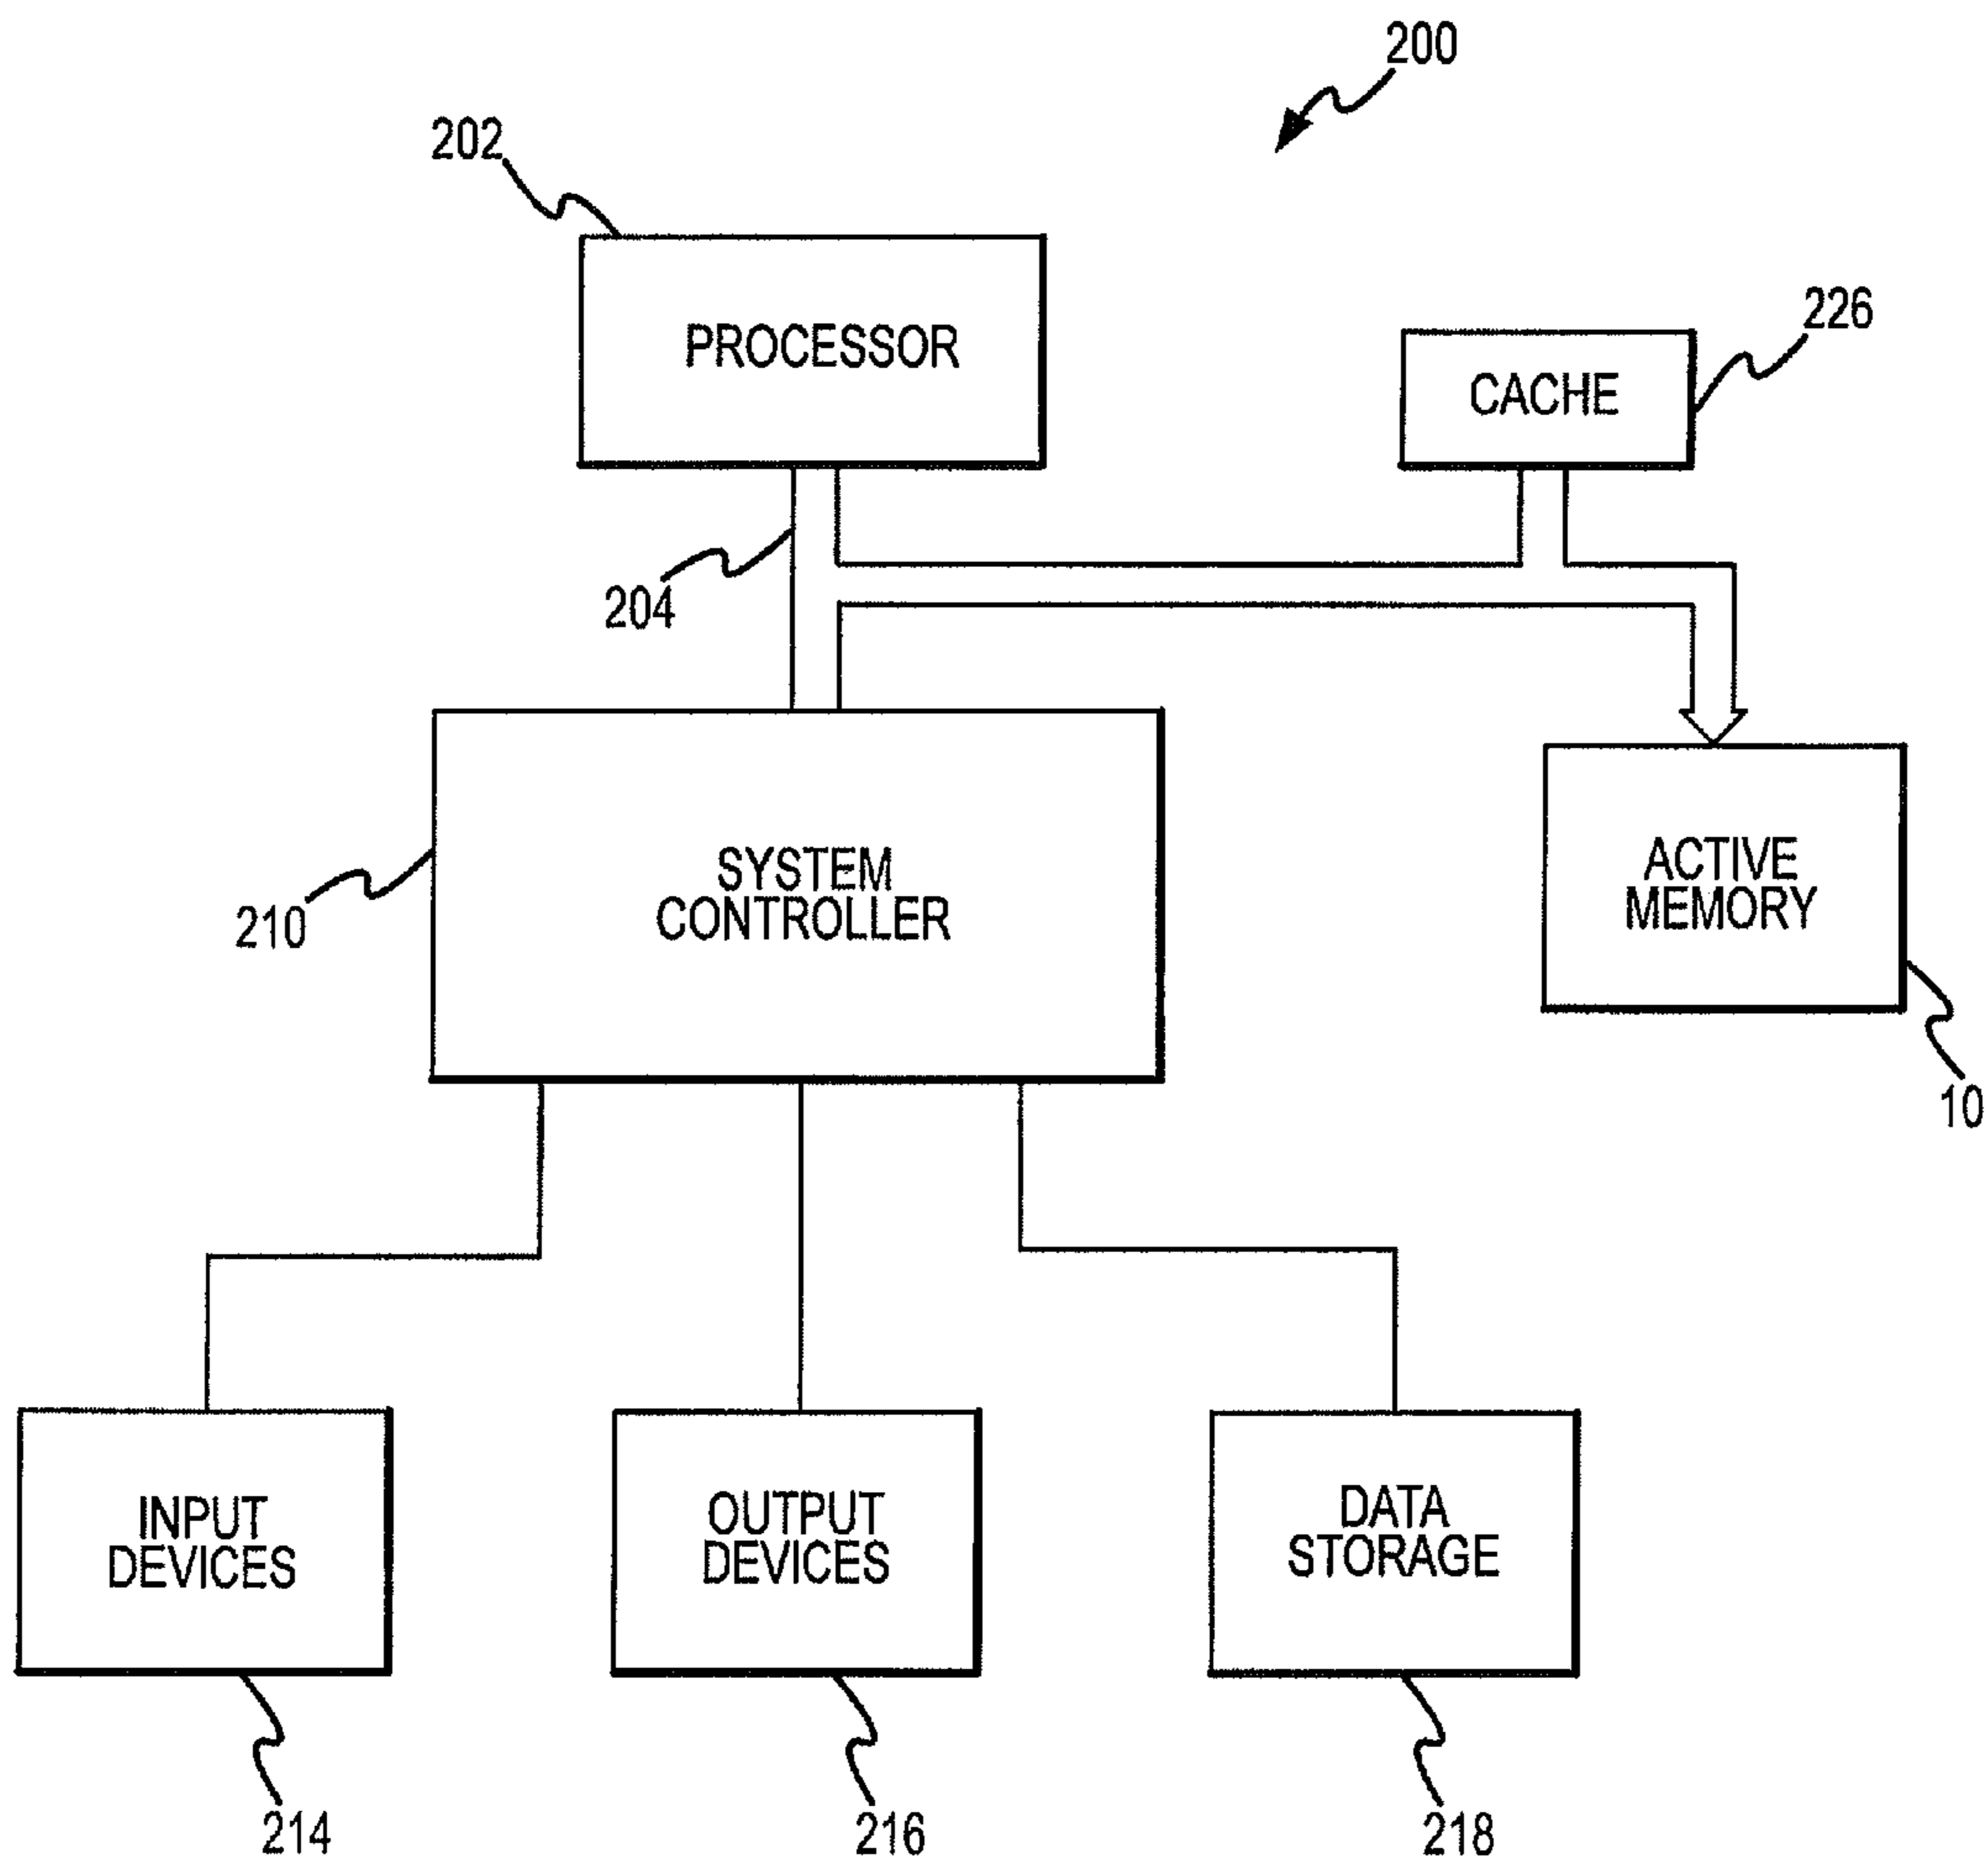 200
202
PROCESSOR
226
CACHE
204
210
SYSTEM
CONTROLLER
ACTIVE
MEMORY
10
INPUT
DEVICES
OUTPUT
DEVICES
DATA
STORAGE
214
216
218